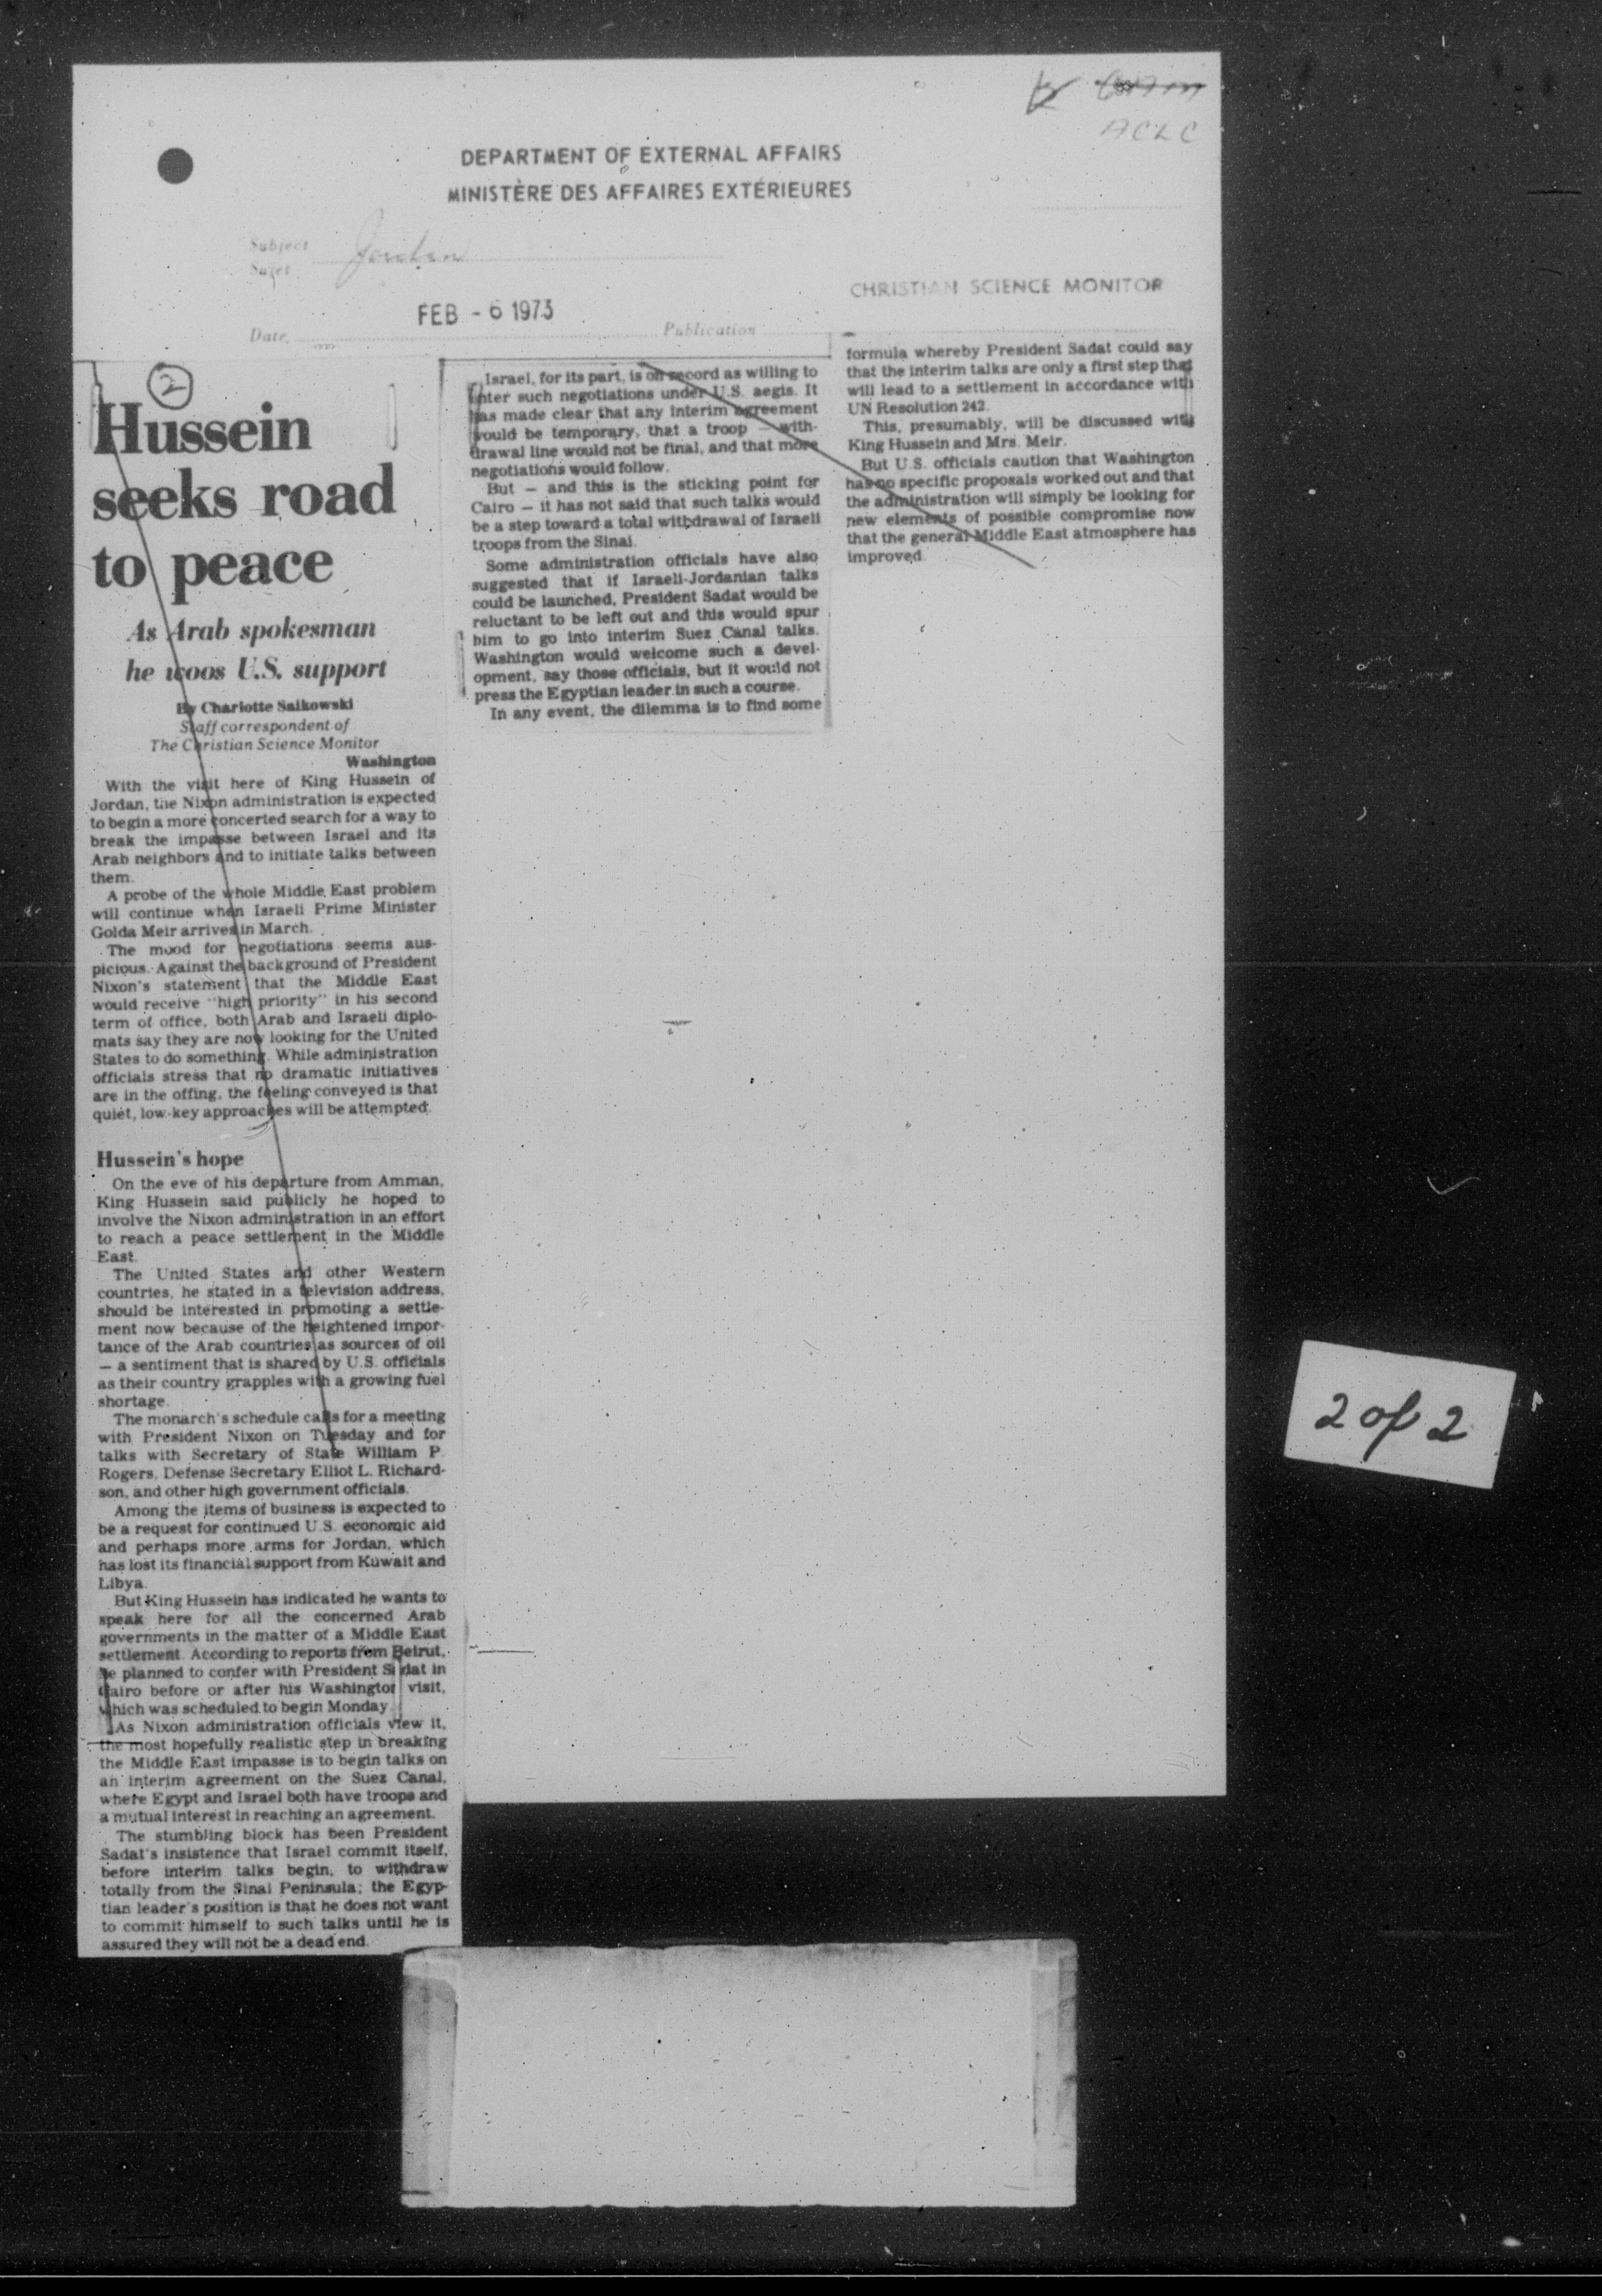 ACLC
DEPARTMENT OF EXTERNAL AFFAIRS
MINISTÈRE DES AFFAIRES EXTÉRIEURES
Subject
Sujet
Jordan
CHRISTIAN SCIENCE MONITOR
FEB - 6 1973
Date
Publication
2
Hussein
seeks road
to peace
As Arab spokesman
he woos U.S. support
By Charlotte Saikowski
Staff correspondent of
The Christian Science Monitor
Washington
With the visit here of King Hussein of
Jordan, the Nixon administration is expected
to begin a more concerted search for a way to
break the impasse between Israel and its
Arab neighbors and to initiate talks between
them.
A probe of the whole Middle East problem
will continue when Israeli Prime Minister
Golda Meir arrives in March.
The mood for negotiations seems aus-
picious. Against the background of President
Nixon's statement that the Middle East
would receive "high priority" in his second
term of office, both Arab and Israeli diplo-
mats say they are now looking for the United
States to do something. While administration
officials stress that no dramatic initiatives
are in the offing, the feeling conveyed is that
quiet, low-key approaches will be attempted.
Hussein's hope
On the eve of his departure from Amman,
King Hussein said publicly he hoped to
involve the Nixon administration in an effort
to reach a peace settlement in the Middle
East.
The United States and other Western
countries, he stated in a television address,
should be interested in promoting a settle-
ment now because of the heightened impor-
tance of the Arab countries as sources of oil
— a sentiment that is shared by U.S. officials
as their country grapples with a growing fuel
shortage.
The monarch's schedule calls for a meeting
with President Nixon on Tuesday and for
talks with Secretary of State William P.
Rogers, Defense Secretary Elliot L. Richard-
son, and other high government officials.
Among the items of business is expected to
be a request for continued U.S. economic aid
and perhaps more arms for Jordan, which
has lost its financial support from Kuwait and
Libya.
But King Hussein has indicated he wants to
speak here for all the concerned Arab
governments in the matter of a Middle East
settlement. According to reports from Beirut,
he planned to confer with President Sadat in
Cairo before or after his Washington visit,
which was scheduled to begin Monday.
As Nixon administration officials view it,
the most hopefully realistic step in breaking
the Middle East impasse is to begin talks on
an interim agreement on the Suez Canal,
where Egypt and Israel both have troops and
a mutual interest in reaching an agreement.
The stumbling block has been President
Sadat's insistence that Israel commit itself,
before interim talks begin, to withdraw
totally from the Sinai Peninsula; the Egyp-
tian leader's position is that he does not want
to commit himself to such talks until he is
assured they will not be a dead end.
Israel, for its part, is on record as willing to
enter such negotiations under U.S. aegis. It
has made clear that any interim agreement
would be temporary, that a troop — with-
drawal line would not be final, and that more
negotiations would follow.
But — and this is the sticking point for
Cairo — it has not said that such talks would
be a step toward a total withdrawal of Israeli
troops from the Sinai.
Some administration officials have also
suggested that if Israeli-Jordanian talks
could be launched, President Sadat would be
reluctant to be left out and this would spur
him to go into interim Suez Canal talks.
Washington would welcome such a devel-
opment, say those officials, but it would not
press the Egyptian leader in such a course.
In any event, the dilemma is to find some
formula whereby President Sadat could say
that the interim talks are only a first step that
will lead to a settlement in accordance with
UN Resolution 242.
This, presumably, will be discussed with
King Hussein and Mrs. Meir.
But U.S. officials caution that Washington
has no specific proposals worked out and that
the administration will simply be looking for
new elements of possible compromise now
that the general Middle East atmosphere has
improved.
2 of 2